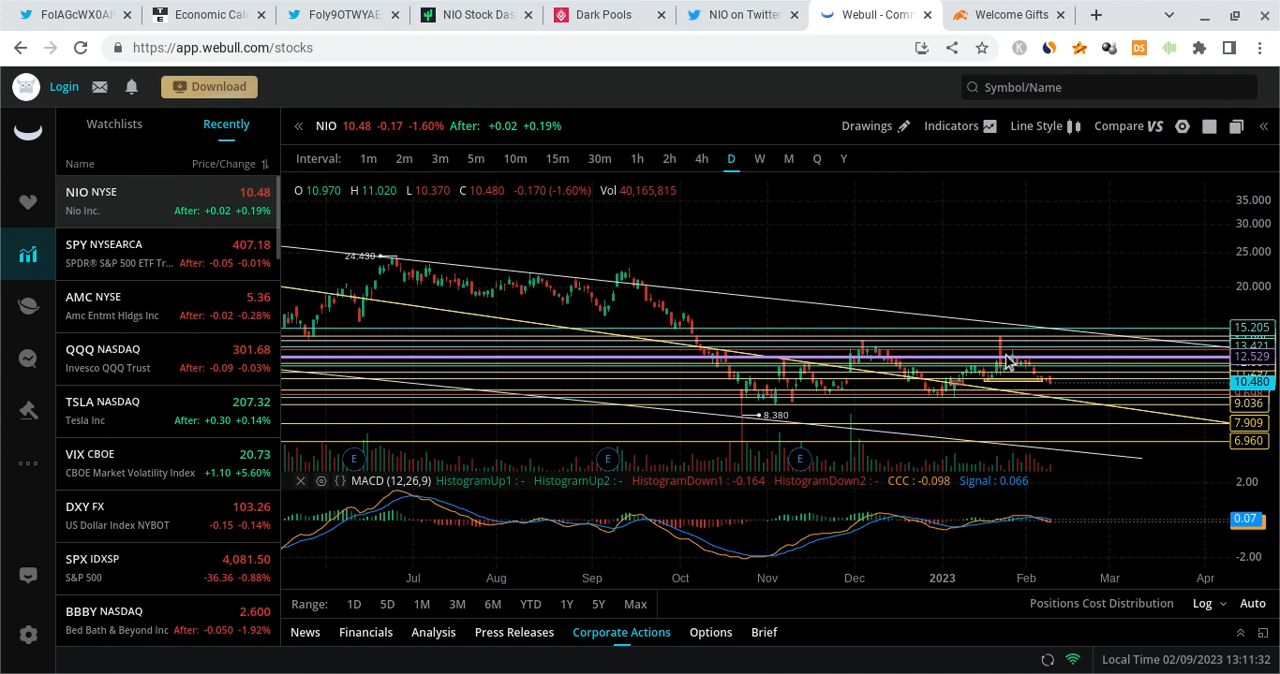 FoIAGcWX0AI
Economic Cale
Foly9OTWYAE
NIO Stock Das
Dark Pools
NIO on Twitter
Webull - Com
Welcome Gifts
https://app.webull.com/stocks
Login
Download
Symbol/Name
Watchlists
Recently
NIO 10.48 -0.17 -1.60% After: +0.02 +0.19%
Drawings
Indicators
Line Style
Compare VS
Name
Price/Change
Interval: 1m 2m 3m 5m 10m 15m 30m 1h 2h 4h D W M Q Y
NIO NYSE 10.48
Nio Inc. After: +0.02 +0.19%
SPY NYSEARCA 407.18
SPDR® S&P 500 ETF Tr... After: -0.05 -0.01%
AMC NYSE 5.36
Amc Entmt Hldgs Inc After: -0.02 -0.28%
QQQ NASDAQ 301.68
Invesco QQQ Trust After: -0.09 -0.03%
TSLA NASDAQ 207.32
Tesla Inc After: +0.30 +0.14%
VIX CBOE 20.73
CBOE Market Volatility Index +1.10 +5.60%
DXY FX 103.26
US Dollar Index NYBOT -0.15 -0.14%
SPX IDXSP 4,081.50
S&P 500 -36.36 -0.88%
BBBY NASDAQ 2.600
Bed Bath & Beyond Inc After: -0.050 -1.92%
O 10.970 H 11.020 L 10.370 C 10.480 -0.170 (-1.60%) Vol 40,165,815
35.000
30.000
25.000
20.000
24.430
15.205
13.421
12.529
10.480
9.036
8.380
7.909
6.960
E E E
MACD (12,26,9) HistogramUp1 : - HistogramUp2 : - HistogramDown1 : -0.164 HistogramDown2 : - CCC : -0.098 Signal : 0.066
2.00
0.07
-2.00
Jul Aug Sep Oct Nov Dec 2023 Feb Mar Apr
Range: 1D 5D 1M 3M 6M YTD 1Y 5Y Max
Positions Cost Distribution Log Auto
News Financials Analysis Press Releases Corporate Actions Options Brief
Local Time 02/09/2023 13:11:32